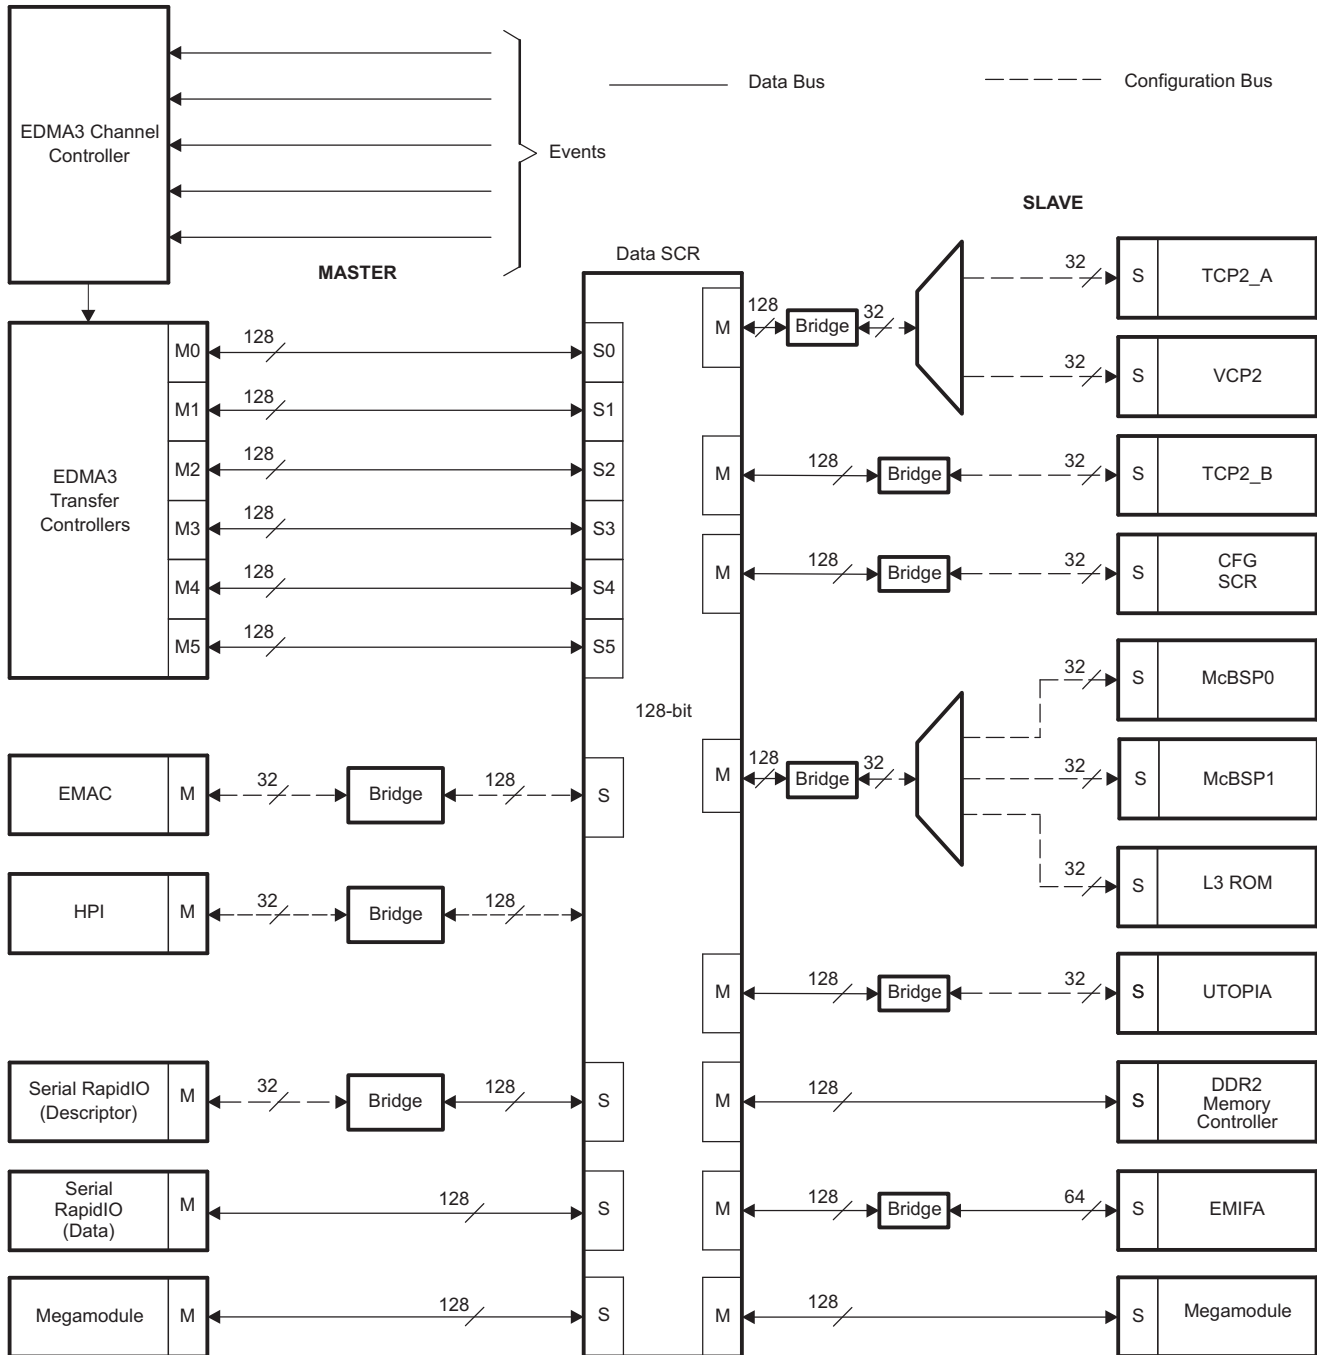 EDMA3 Channel
Controller
Events
Data Bus
Configuration Bus
MASTER
SLAVE
Data SCR
128-bit
EDMA3
Transfer
Controllers
M0
128
S0
M1
128
S1
M2
128
S2
M3
128
S3
M4
128
S4
M5
128
S5
EMAC
M
32
Bridge
128
S
HPI
M
32
Bridge
128
Serial RapidIO
(Descriptor)
M
32
Bridge
128
S
Serial
RapidIO
(Data)
M
128
S
Megamodule
M
128
S
M
128
Bridge
32
32
S
TCP2_A
32
S
VCP2
M
128
Bridge
32
S
TCP2_B
M
128
Bridge
32
S
CFG
SCR
M
128
Bridge
32
32
S
McBSP0
32
S
McBSP1
32
S
L3 ROM
M
128
Bridge
32
S
UTOPIA
M
128
S
DDR2
Memory
Controller
M
128
Bridge
64
S
EMIFA
M
128
S
Megamodule